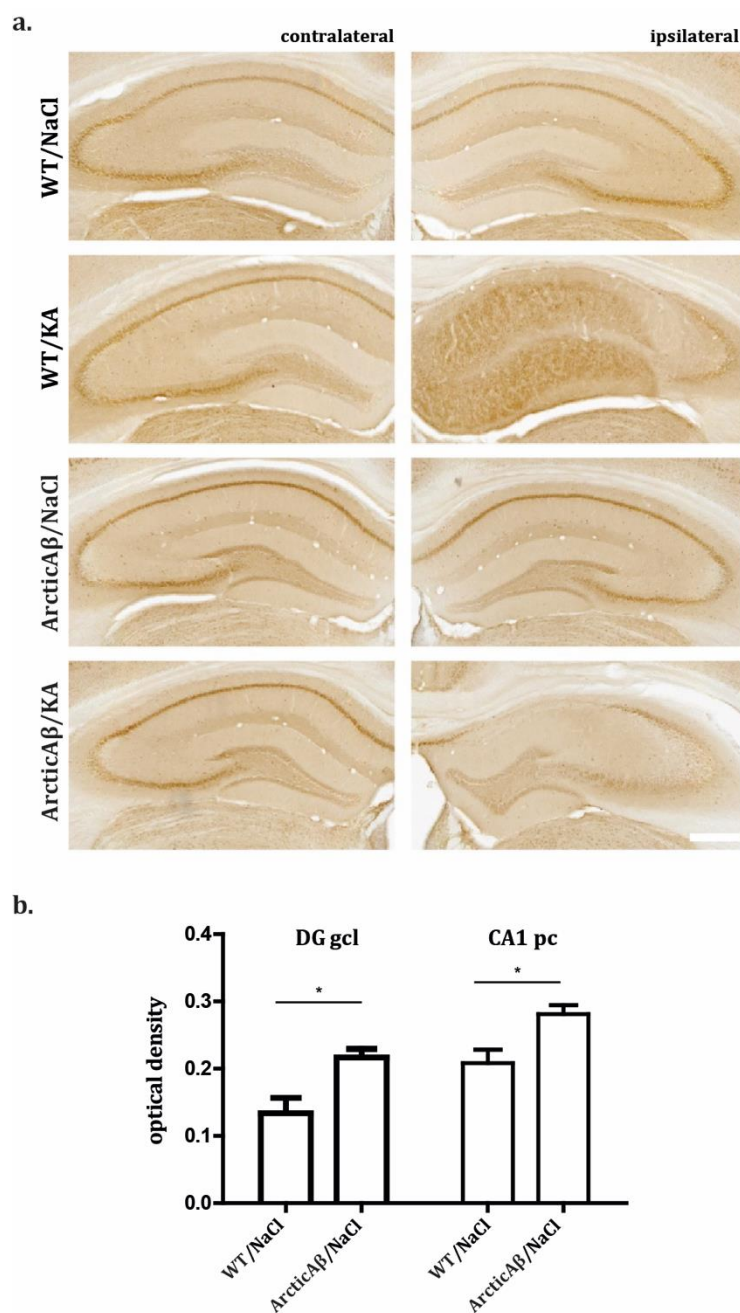 a.
contralateral ipsilateral
WT/NaCl
WT/KA
ArcticAβ/NaCl
ArcticAβ/KA
b.
DG gcl CA1 pc
* *
optical density
0.4
0.3
0.2
0.1
0.0
WT/NaCl
ArcticAβ/NaCl
WT/NaCl
ArcticAβ/NaCl